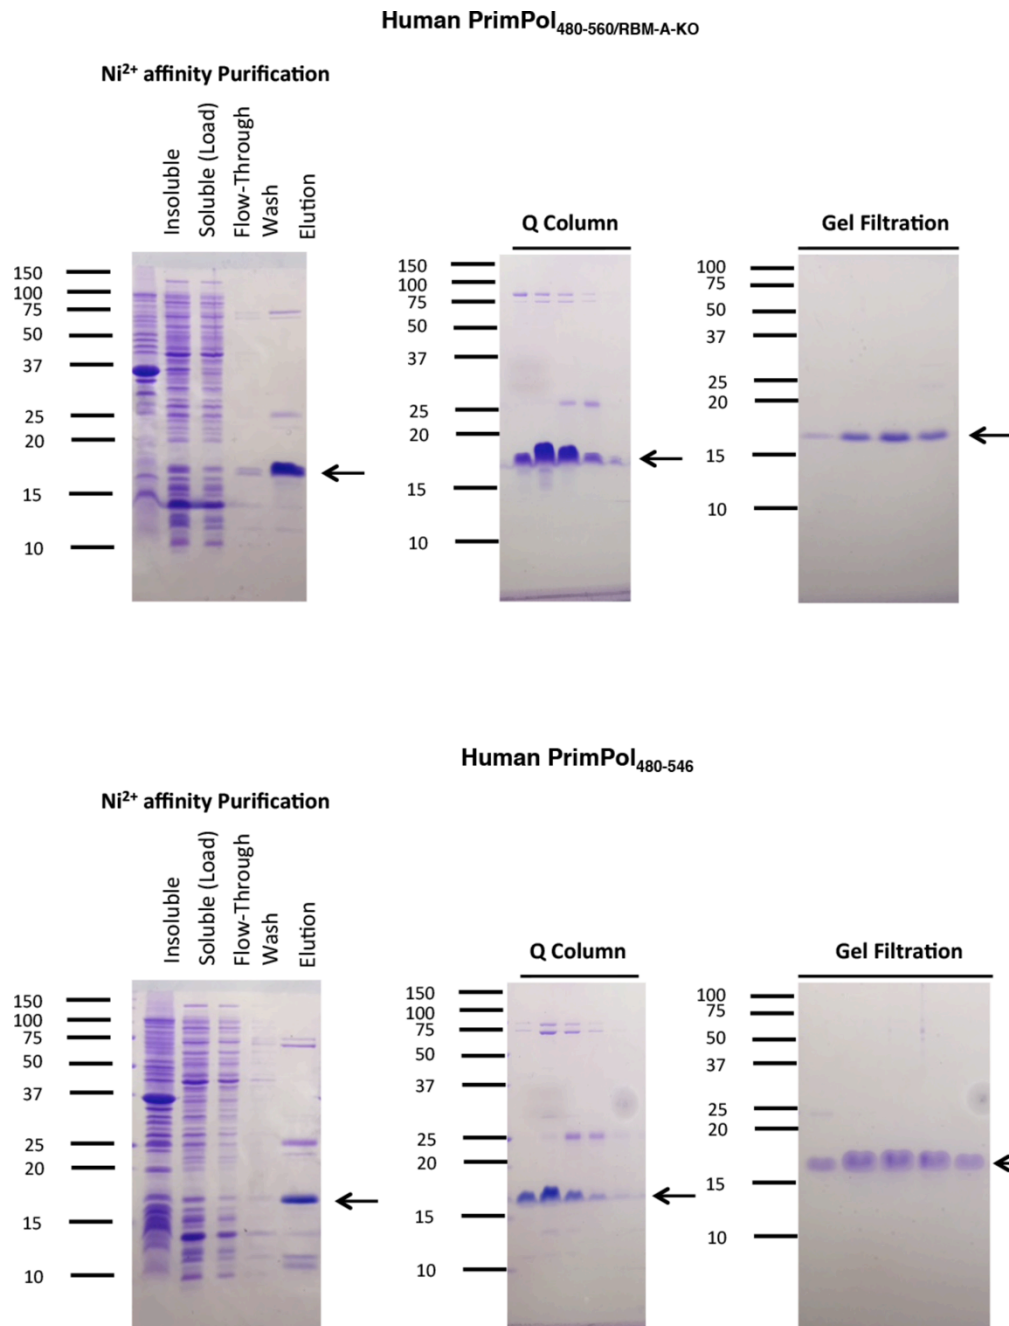 Human PrimPol480-560/RBM-A-KO
Ni2+ affinity Purification
Insoluble
Soluble (Load)
Flow-Through
Wash
Elution
150
100
75
50
37
25
20
15
10
Q Column
150
100
75
50
37
25
20
15
10
Gel Filtration
100
75
50
37
25
20
15
10
Human PrimPol480-546
Ni2+ affinity Purification
Insoluble
Soluble (Load)
Flow-Through
Wash
Elution
150
100
75
50
37
25
20
15
10
Q Column
150
100
75
50
37
25
20
15
10
Gel Filtration
100
75
50
37
25
20
15
10